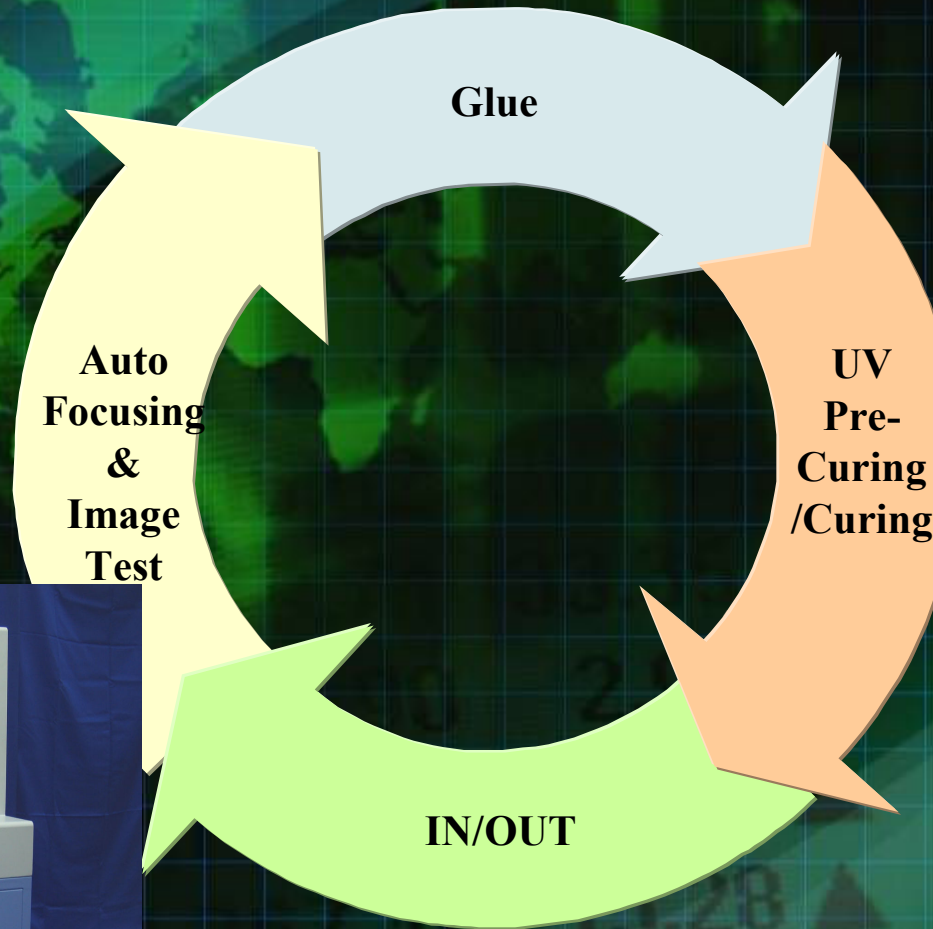 Glue
Auto
Focusing
&
Image
Test
UV
Pre-
Curing
/Curing
IN/OUT